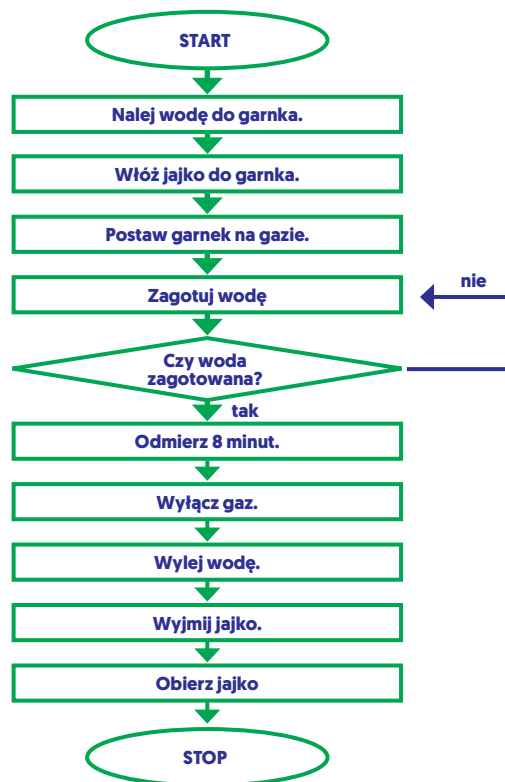 START
Nalej wodę do garnka.
Włóż jajko do garnka.
Postaw garnek na gazie.
nie
Zagotuj wodę
Czy woda
zagotowana?
tak
Odmierz 8 minut.
Wyłącz gaz.
Wylej wodę.
Wyjmij jajko.
Obierz jajko
STOP